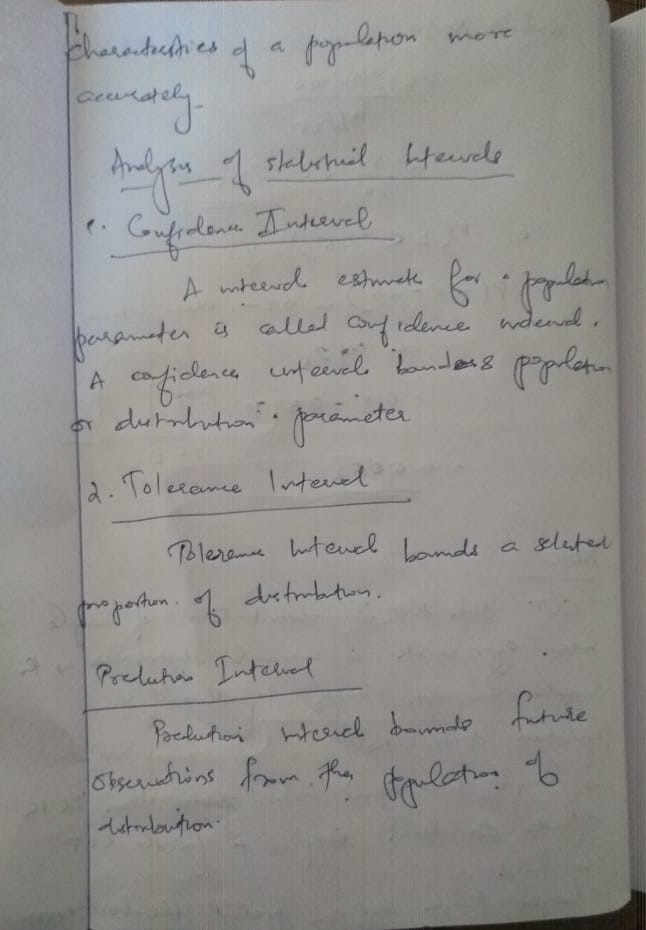 Characteristics of a population more
accurately.
Analysis of statistical Intervals
1. Confidence Interval
A interval estimate for a population
parameter is called confidence interval.
A confidence interval bounds population
or distribution parameter
2. Tolerance Interval
Tolerance Interval bounds a selected
proportion of distribution.
Prediction Interval
Prediction interval bounds future
observations from the population of
distribution.